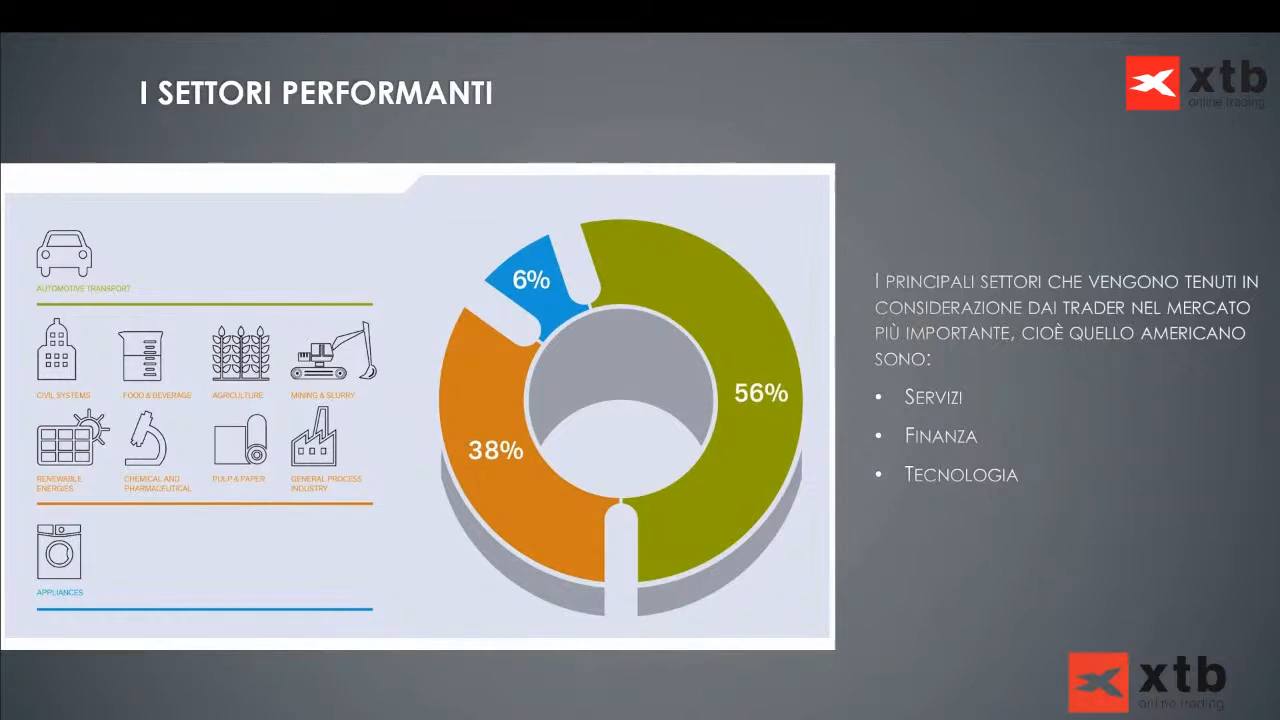 I SETTORI PERFORMANTI
xtb
online trading
AUTOMOTIVE TRANSPORT
CIVIL SYSTEMS
FOOD & BEVERAGE
AGRICULTURE
MINING & SLURRY
RENEWABLE
ENERGIES
CHEMICAL AND
PHARMACEUTICAL
PULP & PAPER
GENERAL PROCESS
INDUSTRY
APPLIANCES
6%
56%
38%
I PRINCIPALI SETTORI CHE VENGONO TENUTI IN
CONSIDERAZIONE DAI TRADER NEL MERCATO
PIÙ IMPORTANTE, CIOÈ QUELLO AMERICANO
SONO:
• SERVIZI
• FINANZA
• TECNOLOGIA
xtb
online trading